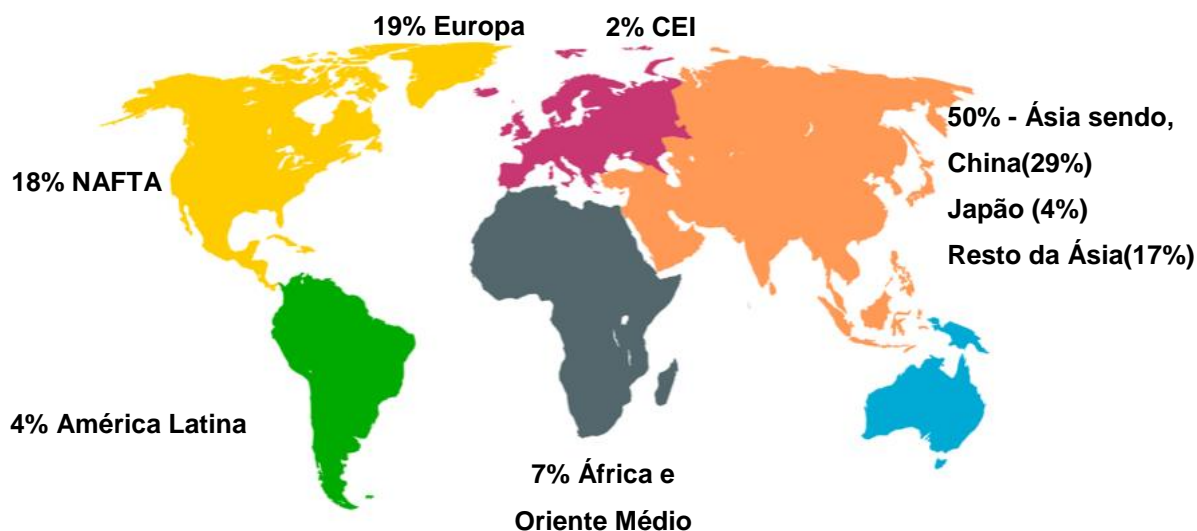 19% Europa
2% CEI
50% - Ásia sendo,
China(29%)
Japão (4%)
Resto da Ásia(17%)
18% NAFTA
4% América Latina
7% África e
Oriente Médio